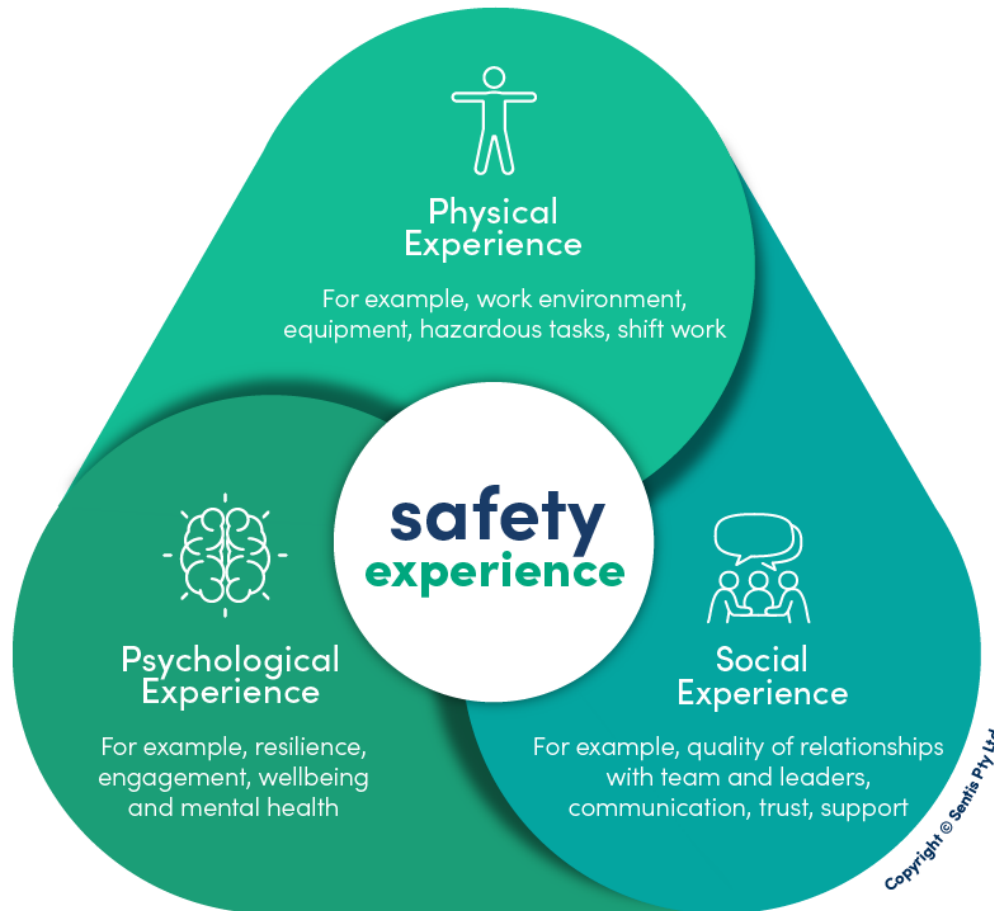 Physical
Experience
For example, work environment,
equipment, hazardous tasks, shift work
safety
experience
Psychological
Experience
For example, resilience,
engagement, wellbeing
and mental health
Social
Experience
For example, quality of relationships
with team and leaders,
communication, trust, support
Copyright © Sentis Pty Ltd